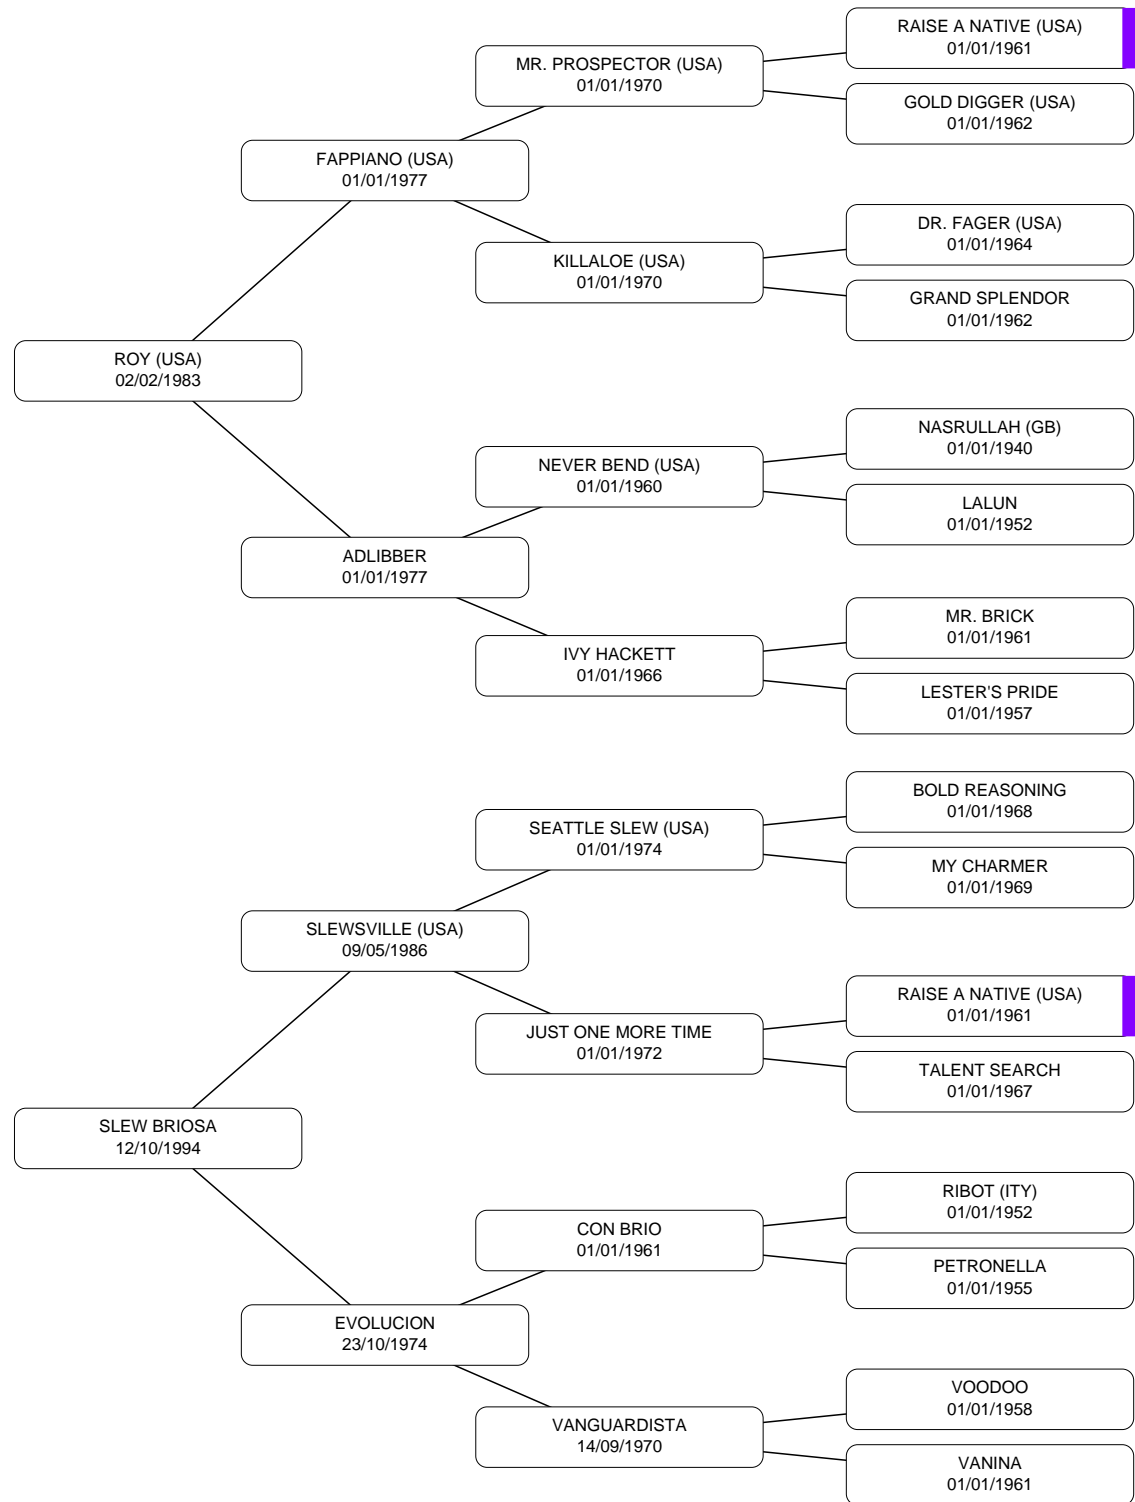 RAISE A NATIVE (USA)
01/01/1961
MR. PROSPECTOR (USA)
01/01/1970
GOLD DIGGER (USA)
01/01/1962
FAPPIANO (USA)
01/01/1977
DR. FAGER (USA)
01/01/1964
KILLALOE (USA)
01/01/1970
GRAND SPLENDOR
01/01/1962
ROY (USA)
02/02/1983
NASRULLAH (GB)
01/01/1940
NEVER BEND (USA)
01/01/1960
LALUN
01/01/1952
ADLIBBER
01/01/1977
MR. BRICK
01/01/1961
IVY HACKETT
01/01/1966
LESTER'S PRIDE
01/01/1957
BOLD REASONING
01/01/1968
SEATTLE SLEW (USA)
01/01/1974
MY CHARMER
01/01/1969
SLEWSVILLE (USA)
09/05/1986
RAISE A NATIVE (USA)
01/01/1961
JUST ONE MORE TIME
01/01/1972
TALENT SEARCH
01/01/1967
SLEW BRIOSA
12/10/1994
RIBOT (ITY)
01/01/1952
CON BRIO
01/01/1961
PETRONELLA
01/01/1955
EVOLUCION
23/10/1974
VOODOO
01/01/1958
VANGUARDISTA
14/09/1970
VANINA
01/01/1961